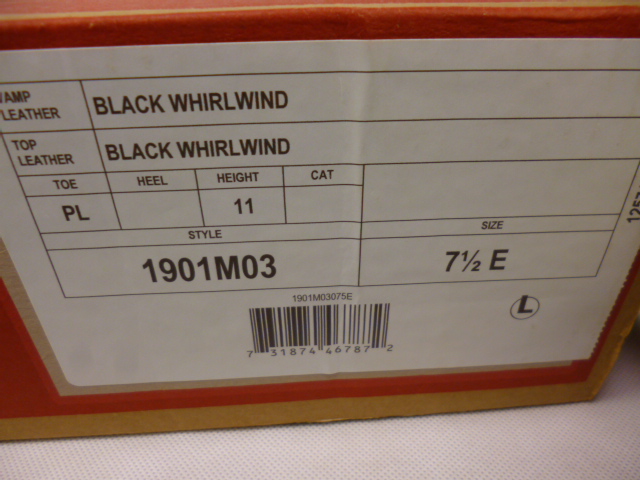 VAMP LEATHER BLACK WHIRLWIND
TOP LEATHER BLACK WHIRLWIND
TOE HEEL HEIGHT CAT
PL 11
STYLE SIZE
1901M03 7½ E
1901M03075E
L
7 31874 46787 2